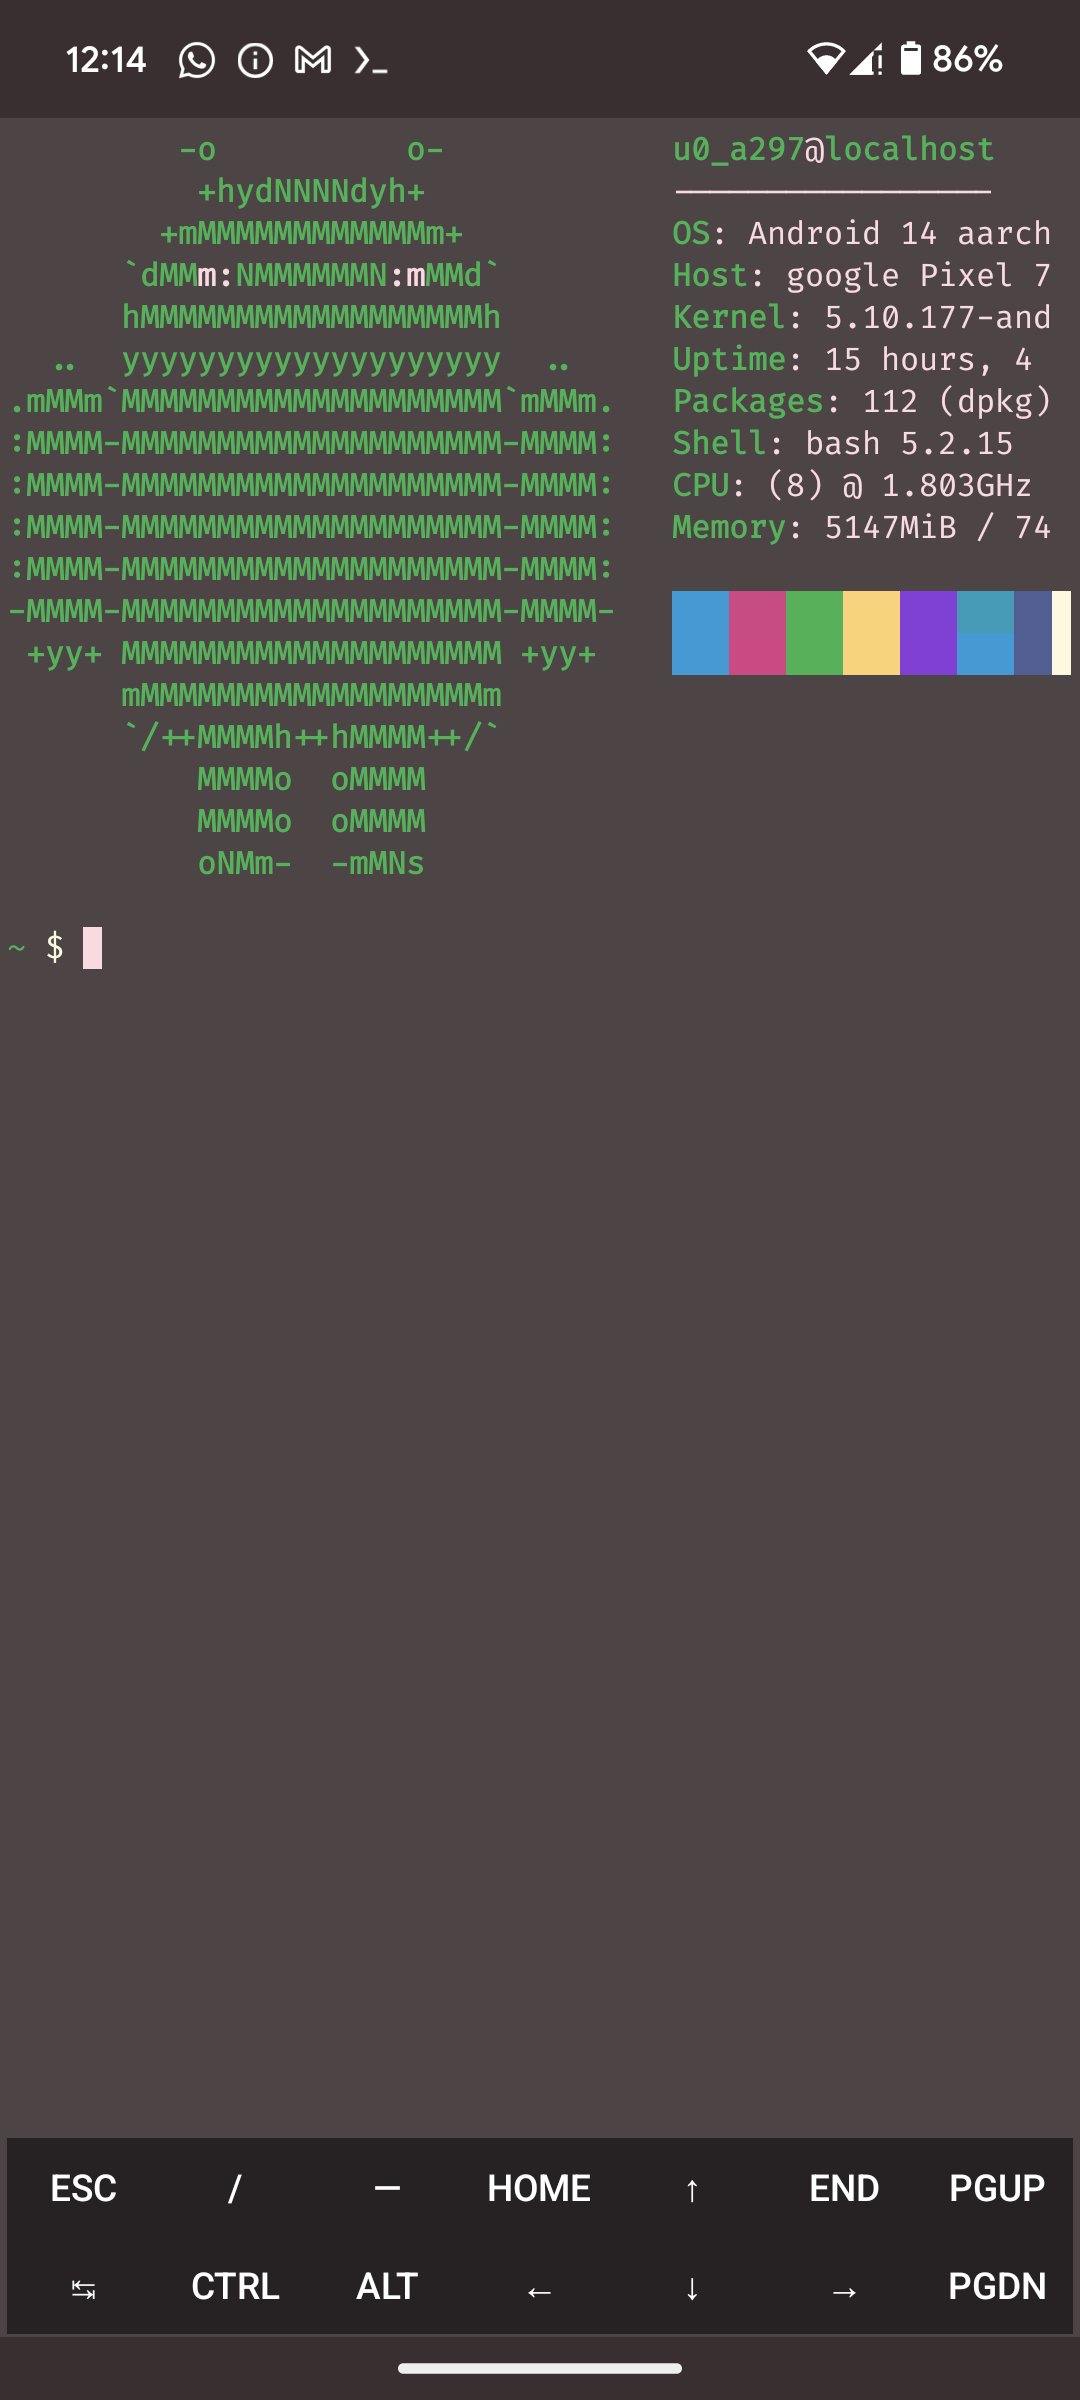 12:14 86%
-o          o-
+hydNNNNdyh+
+mMMMMMMMMMMMMm+
`dMMm:NMMMMMMN:mMMd`
hMMMMMMMMMMMMMMMMMMh
..  yyyyyyyyyyyyyyyyyyyy  ..
.mMMm`MMMMMMMMMMMMMMMMMMMM`mMMm.
:MMMM-MMMMMMMMMMMMMMMMMMMM-MMMM:
:MMMM-MMMMMMMMMMMMMMMMMMMM-MMMM:
:MMMM-MMMMMMMMMMMMMMMMMMMM-MMMM:
:MMMM-MMMMMMMMMMMMMMMMMMMM-MMMM:
-MMMM-MMMMMMMMMMMMMMMMMMMM-MMMM-
+yy+ MMMMMMMMMMMMMMMMMMMM +yy+
mMMMMMMMMMMMMMMMMMMm
`/++MMMMh++hMMMM++/`
MMMMo  oMMMM
MMMMo  oMMMM
oNMm-  -mMNs
u0_a297@localhost
-----------------
OS: Android 14 aarch
Host: google Pixel 7
Kernel: 5.10.177-and
Uptime: 15 hours, 4
Packages: 112 (dpkg)
Shell: bash 5.2.15
CPU: (8) @ 1.803GHz
Memory: 5147MiB / 74
~ $
ESC / — HOME ↑ END PGUP
↹ CTRL ALT ← ↓ → PGDN